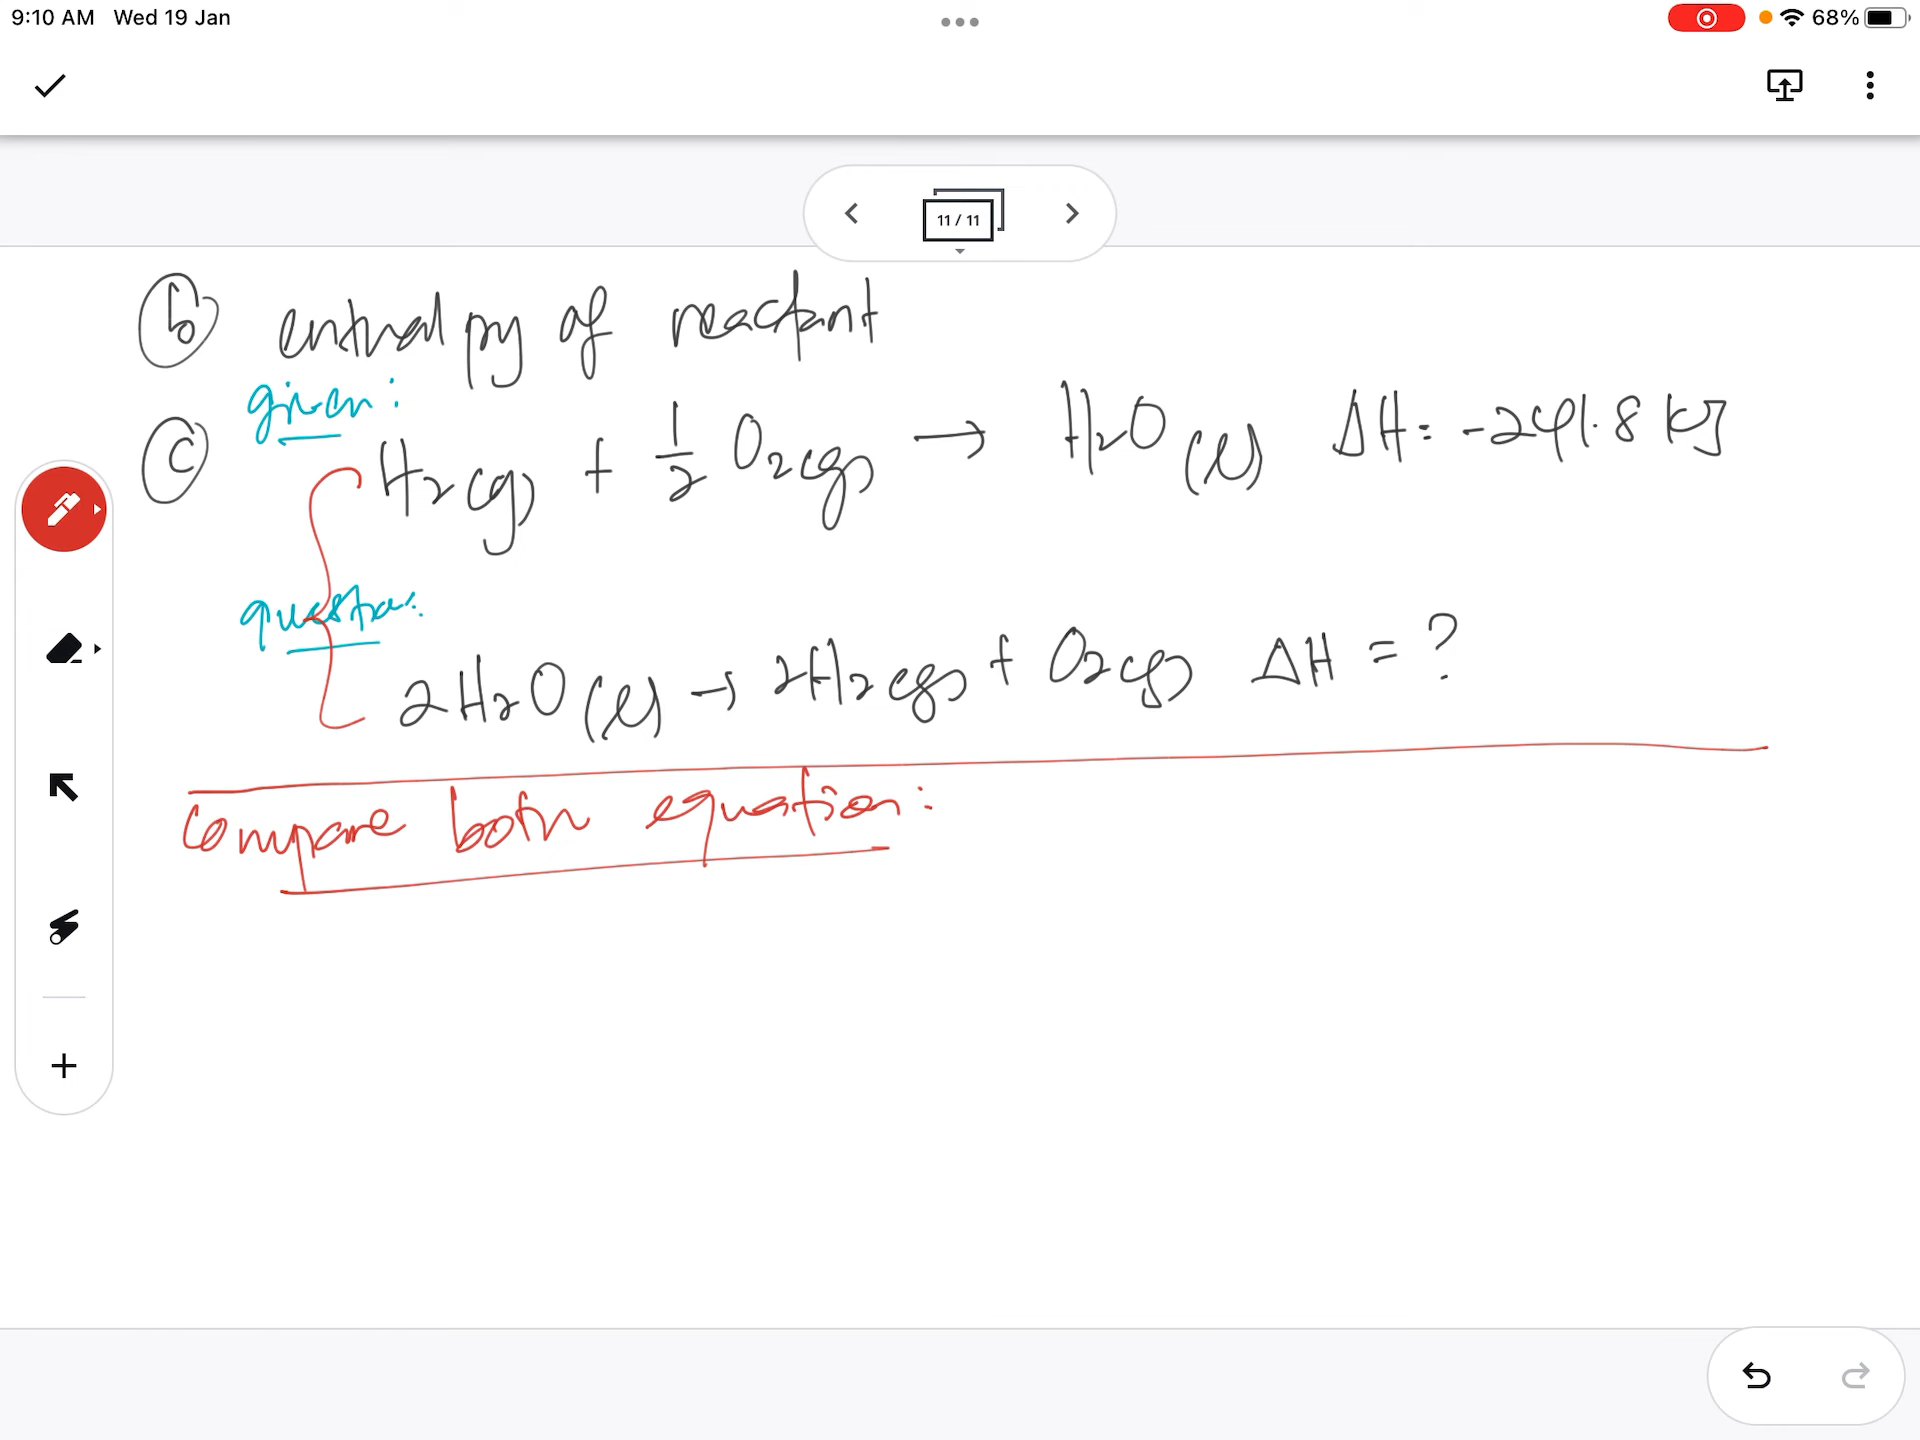 9:10 AM Wed 19 Jan
68%
11 / 11
b enthalpy of reactant
given:
c H₂(g) + 1/2 O₂(g) → H₂O (l) ΔH = -241.8 kJ
question:
2H₂O (l) → 2H₂(g) + O₂(g) ΔH = ?
compare both equation: